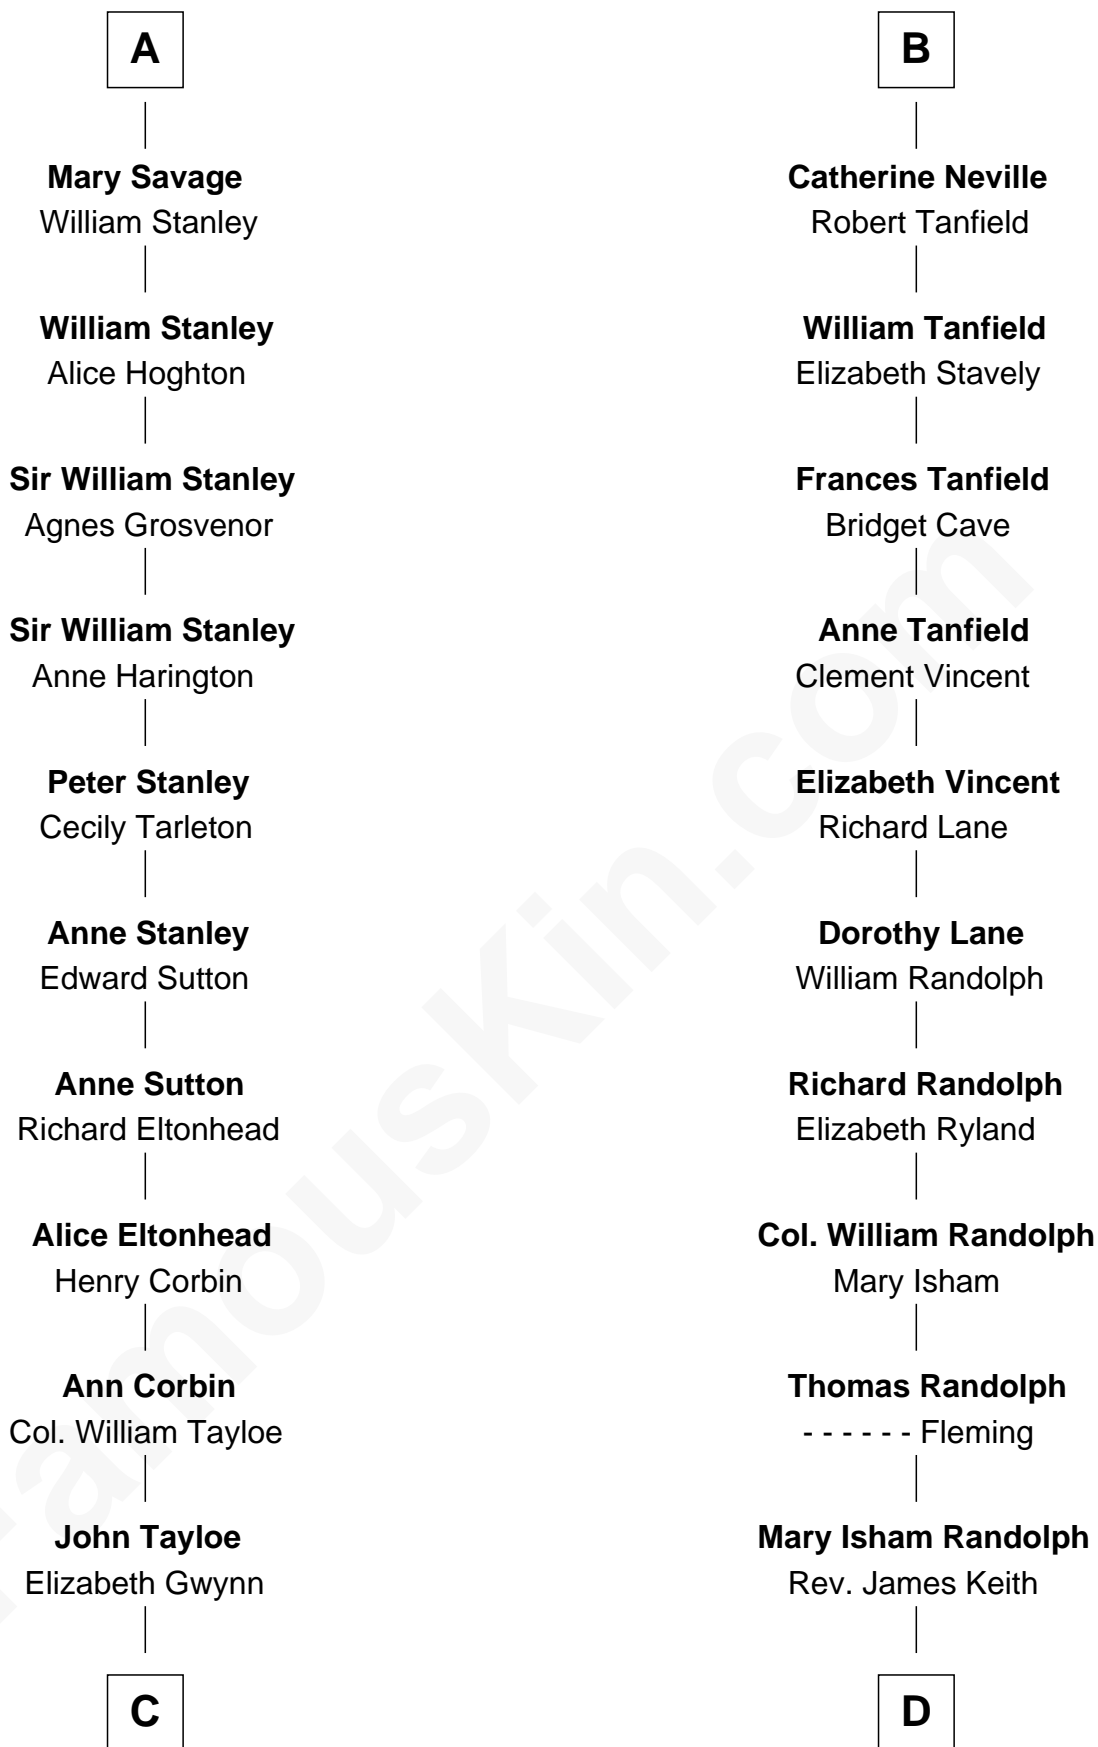 A
Mary Savage
William Stanley
William Stanley
Alice Hoghton
Sir William Stanley
Agnes Grosvenor
Sir William Stanley
Anne Harington
Peter Stanley
Cecily Tarleton
Anne Stanley
Edward Sutton
Anne Sutton
Richard Eltonhead
Alice Eltonhead
Henry Corbin
Ann Corbin
Col. William Tayloe
John Tayloe
Elizabeth Gwynn
C
B
Catherine Neville
Robert Tanfield
William Tanfield
Elizabeth Stavely
Frances Tanfield
Bridget Cave
Anne Tanfield
Clement Vincent
Elizabeth Vincent
Richard Lane
Dorothy Lane
William Randolph
Richard Randolph
Elizabeth Ryland
Col. William Randolph
Mary Isham
Thomas Randolph
- - - - - - Fleming
Mary Isham Randolph
Rev. James Keith
D
FamousKin.com